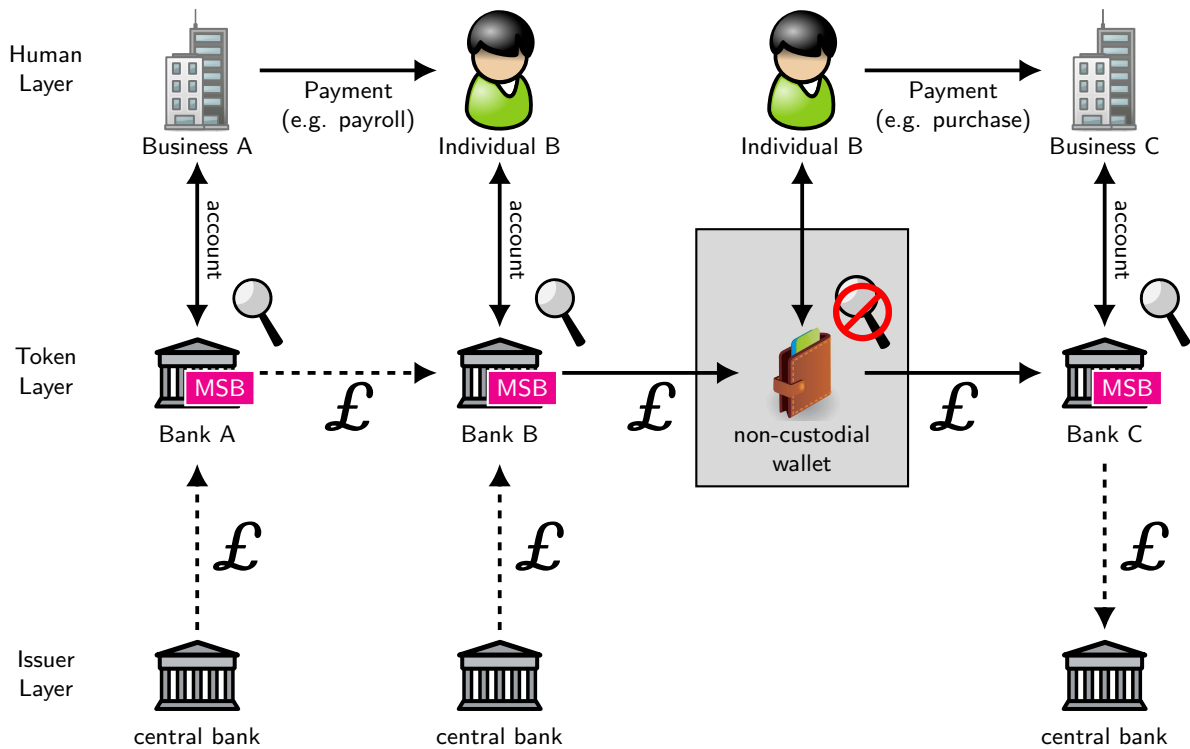 Human
Layer
Payment
(e.g. payroll)
Payment
(e.g. purchase)
Business A
Individual B
Individual B
Business C
account
account
account
Token
Layer
MSB
MSB
MSB
£
£
£
Bank A
Bank B
non-custodial
wallet
Bank C
£
£
£
Issuer
Layer
central bank
central bank
central bank